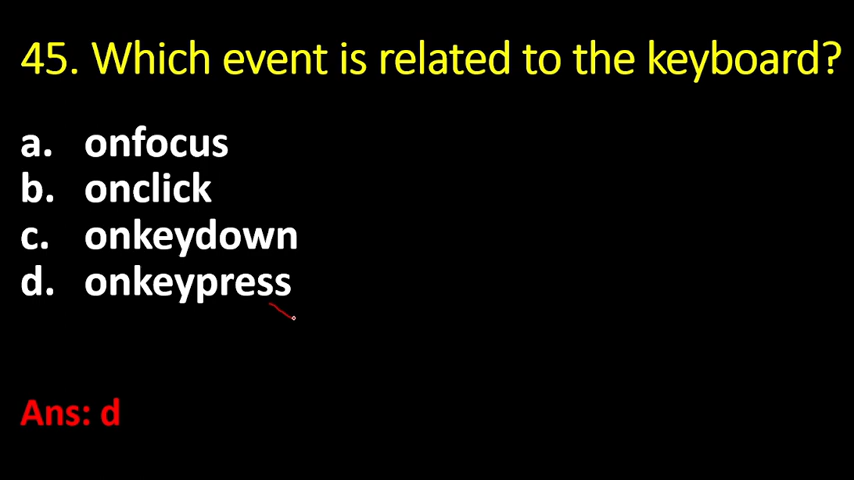 45. Which event is related to the keyboard?
a. onfocus
b. onclick
c. onkeydown
d. onkeypress
Ans: d